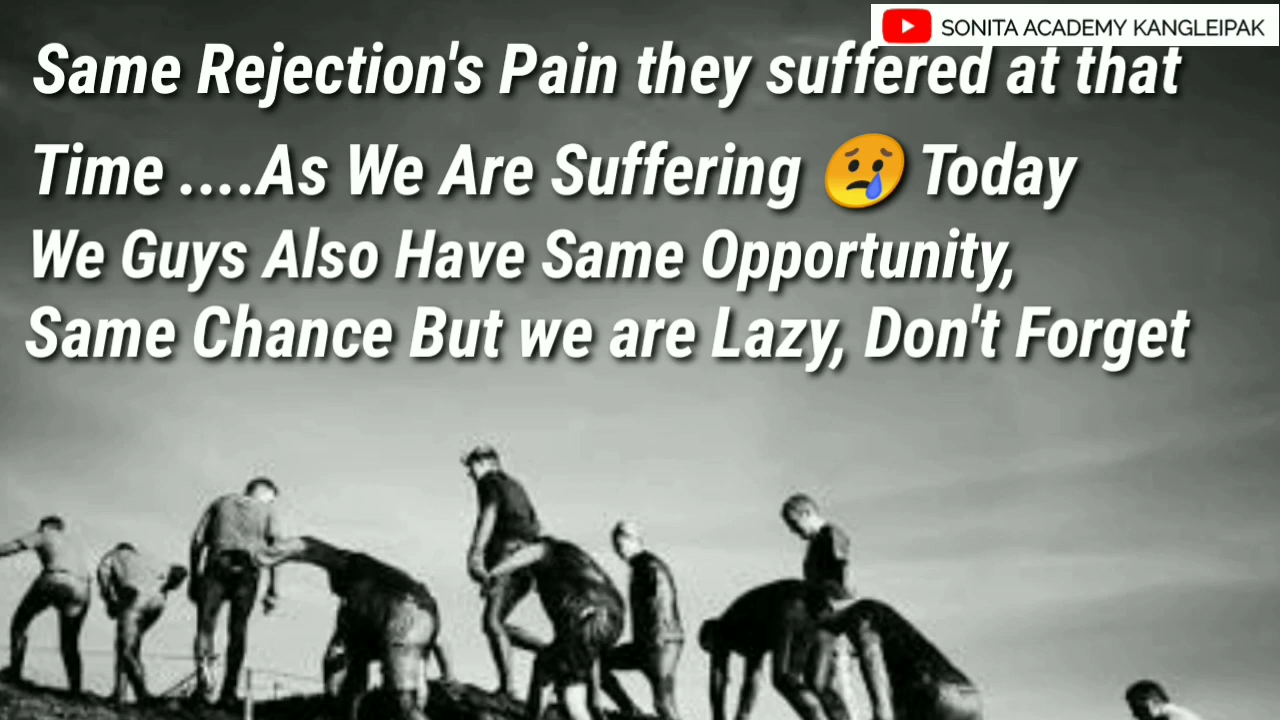 SONITA ACADEMY KANGLEIPAK
Same Rejection's Pain they suffered at that
Time ....As We Are Suffering 😢 Today
We Guys Also Have Same Opportunity,
Same Chance But we are Lazy, Don't Forget